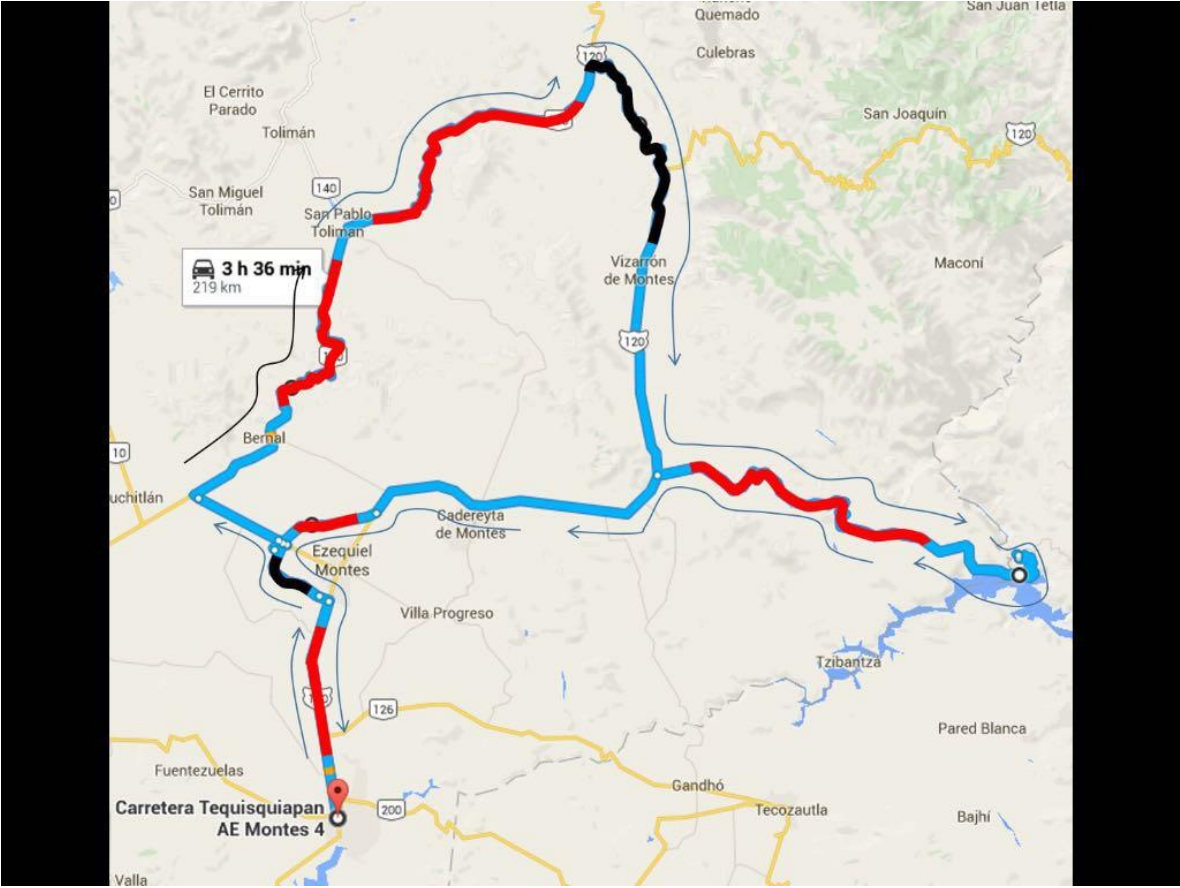 San Juan Tetla
Quemado
120
Culebras
El Cerrito
Parado
San Joaquín
Tolimán
120
140
San Miguel
Tolimán
San Pablo
Toliman
3 h 36 min
219 km
Vizarrón
de Montes
Maconí
120
Bernal
10
uchitlán
Cadereyta
de Montes
Ezequiel
Montes
Villa Progreso
Tzibantzá
126
Pared Blanca
Fuentezuelas
Gandhó
Carretera Tequisquiapan
AE Montes 4
200
Tecozautla
Bajhí
Valla